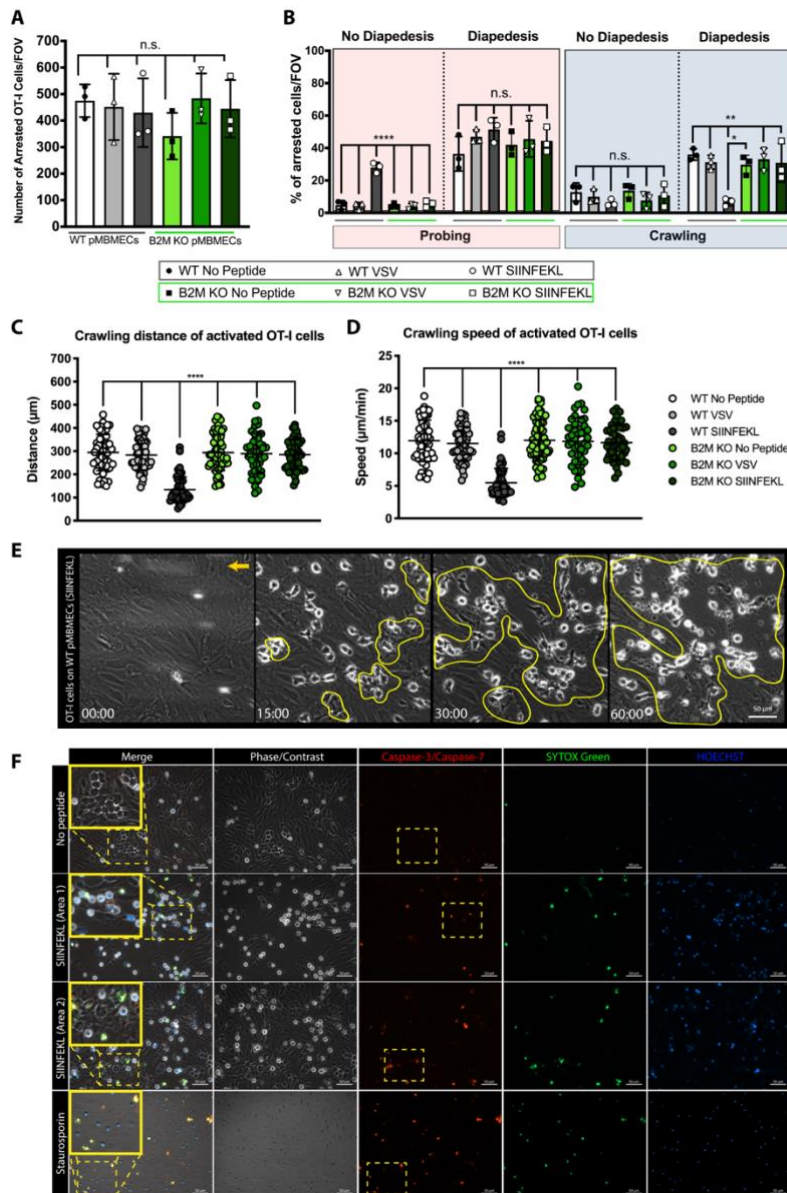 A
Number of Arrested OT-I Cells/FOV
700
600
500
400
300
200
100
0
n.s.
WT pMBMECs
B2M KO pMBMECs
B
No Diapedesis
Diapedesis
No Diapedesis
Diapedesis
% of arrested cells/FOV
100
80
60
40
20
0
****
n.s.
n.s.
**
*
Probing
Crawling
WT No Peptide
WT VSV
WT SIINFEKL
B2M KO No Peptide
B2M KO VSV
B2M KO SIINFEKL
C
Crawling distance of activated OT-I cells
Distance (µm)
700
600
500
400
300
200
100
0
****
D
Crawling speed of activated OT-I cells
Speed (µm/min)
25
20
15
10
5
0
****
WT No Peptide
WT VSV
WT SIINFEKL
B2M KO No Peptide
B2M KO VSV
B2M KO SIINFEKL
E
OT-I cells on WT pMBMECs (SIINFEKL)
00:00
15:00
30:00
60:00
50 µm
F
Merge
Phase/Contrast
Caspase-3/Caspase-7
SYTOX Green
HOECHST
No peptide
SIINFEKL (Area 1)
SIINFEKL (Area 2)
Staurosporin